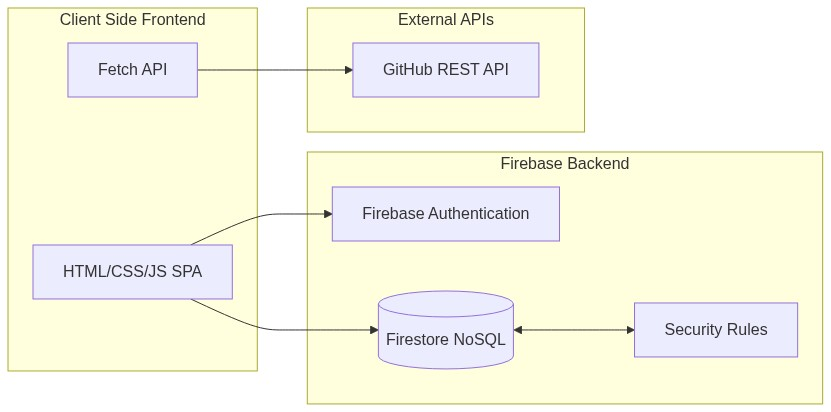 Client Side Frontend
Fetch API
HTML/CSS/JS SPA
External APIs
GitHub REST API
Firebase Backend
Firebase Authentication
Firestore NoSQL
Security Rules